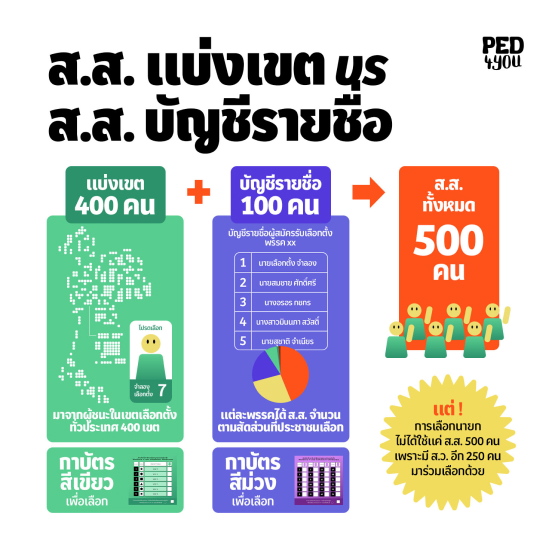 PED
4YOU
ส.ส. แบ่งเขต vs
ส.ส. บัญชีรายชื่อ
แบ่งเขต
400 คน
บัญชีรายชื่อ
100 คน
ส.ส.
ทั้งหมด
500
คน
บัญชีรายชื่อผู้สมัครรับเลือกตั้ง
พรรค xx
1 นายเลือกตั้ง จำลอง
2 นายสมชาย ศักดิ์ศรี
3 นางอรอร กยกร
4 นางสาวมินนทา สวัสดิ์
5 นายสุชาติ จำเนียร
โปรดเลือก
จำลอง
เลือกตั้ง 7
มาจากผู้ชนะในเขตเลือกตั้ง
ทั่วประเทศ 400 เขต
แต่ละพรรคได้ ส.ส. จำนวน
ตามสัดส่วนที่ประชาชนเลือก
กาบัตร
สีเขียว
เพื่อเลือก
กาบัตร
สีม่วง
เพื่อเลือก
แต่ !
การเลือกนายก
ไม่ได้ใช้แค่ ส.ส. 500 คน
เพราะมี ส.ว. อีก 250 คน
มาร่วมเลือกด้วย